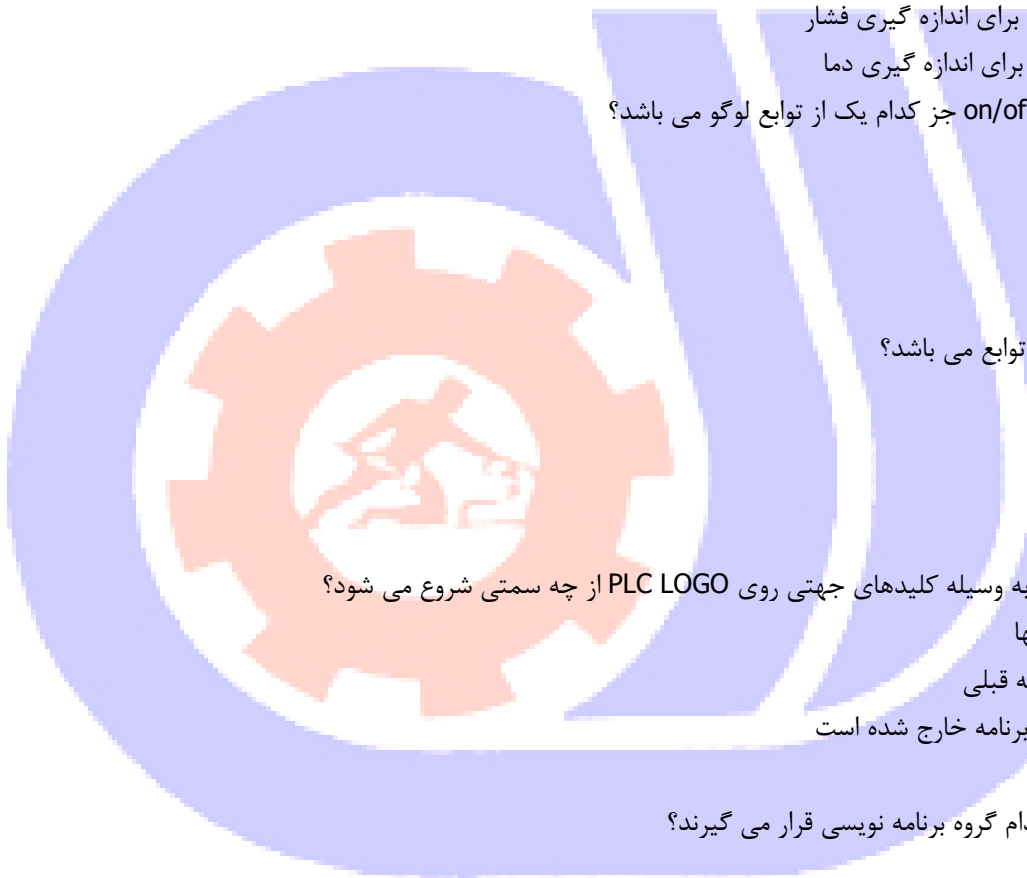 برای اندازه گیری فشار
برای اندازه گیری دما
on/of جز کدام یک از توابع لوگو می باشد؟
توابع می باشد؟
به وسیله کلیدهای جهتی روی PLC LOGO از چه سمتی شروع می شود؟
ها
ه قبلی
برنامه خارج شده است
دام گروه برنامه نویسی قرار می گیرند؟